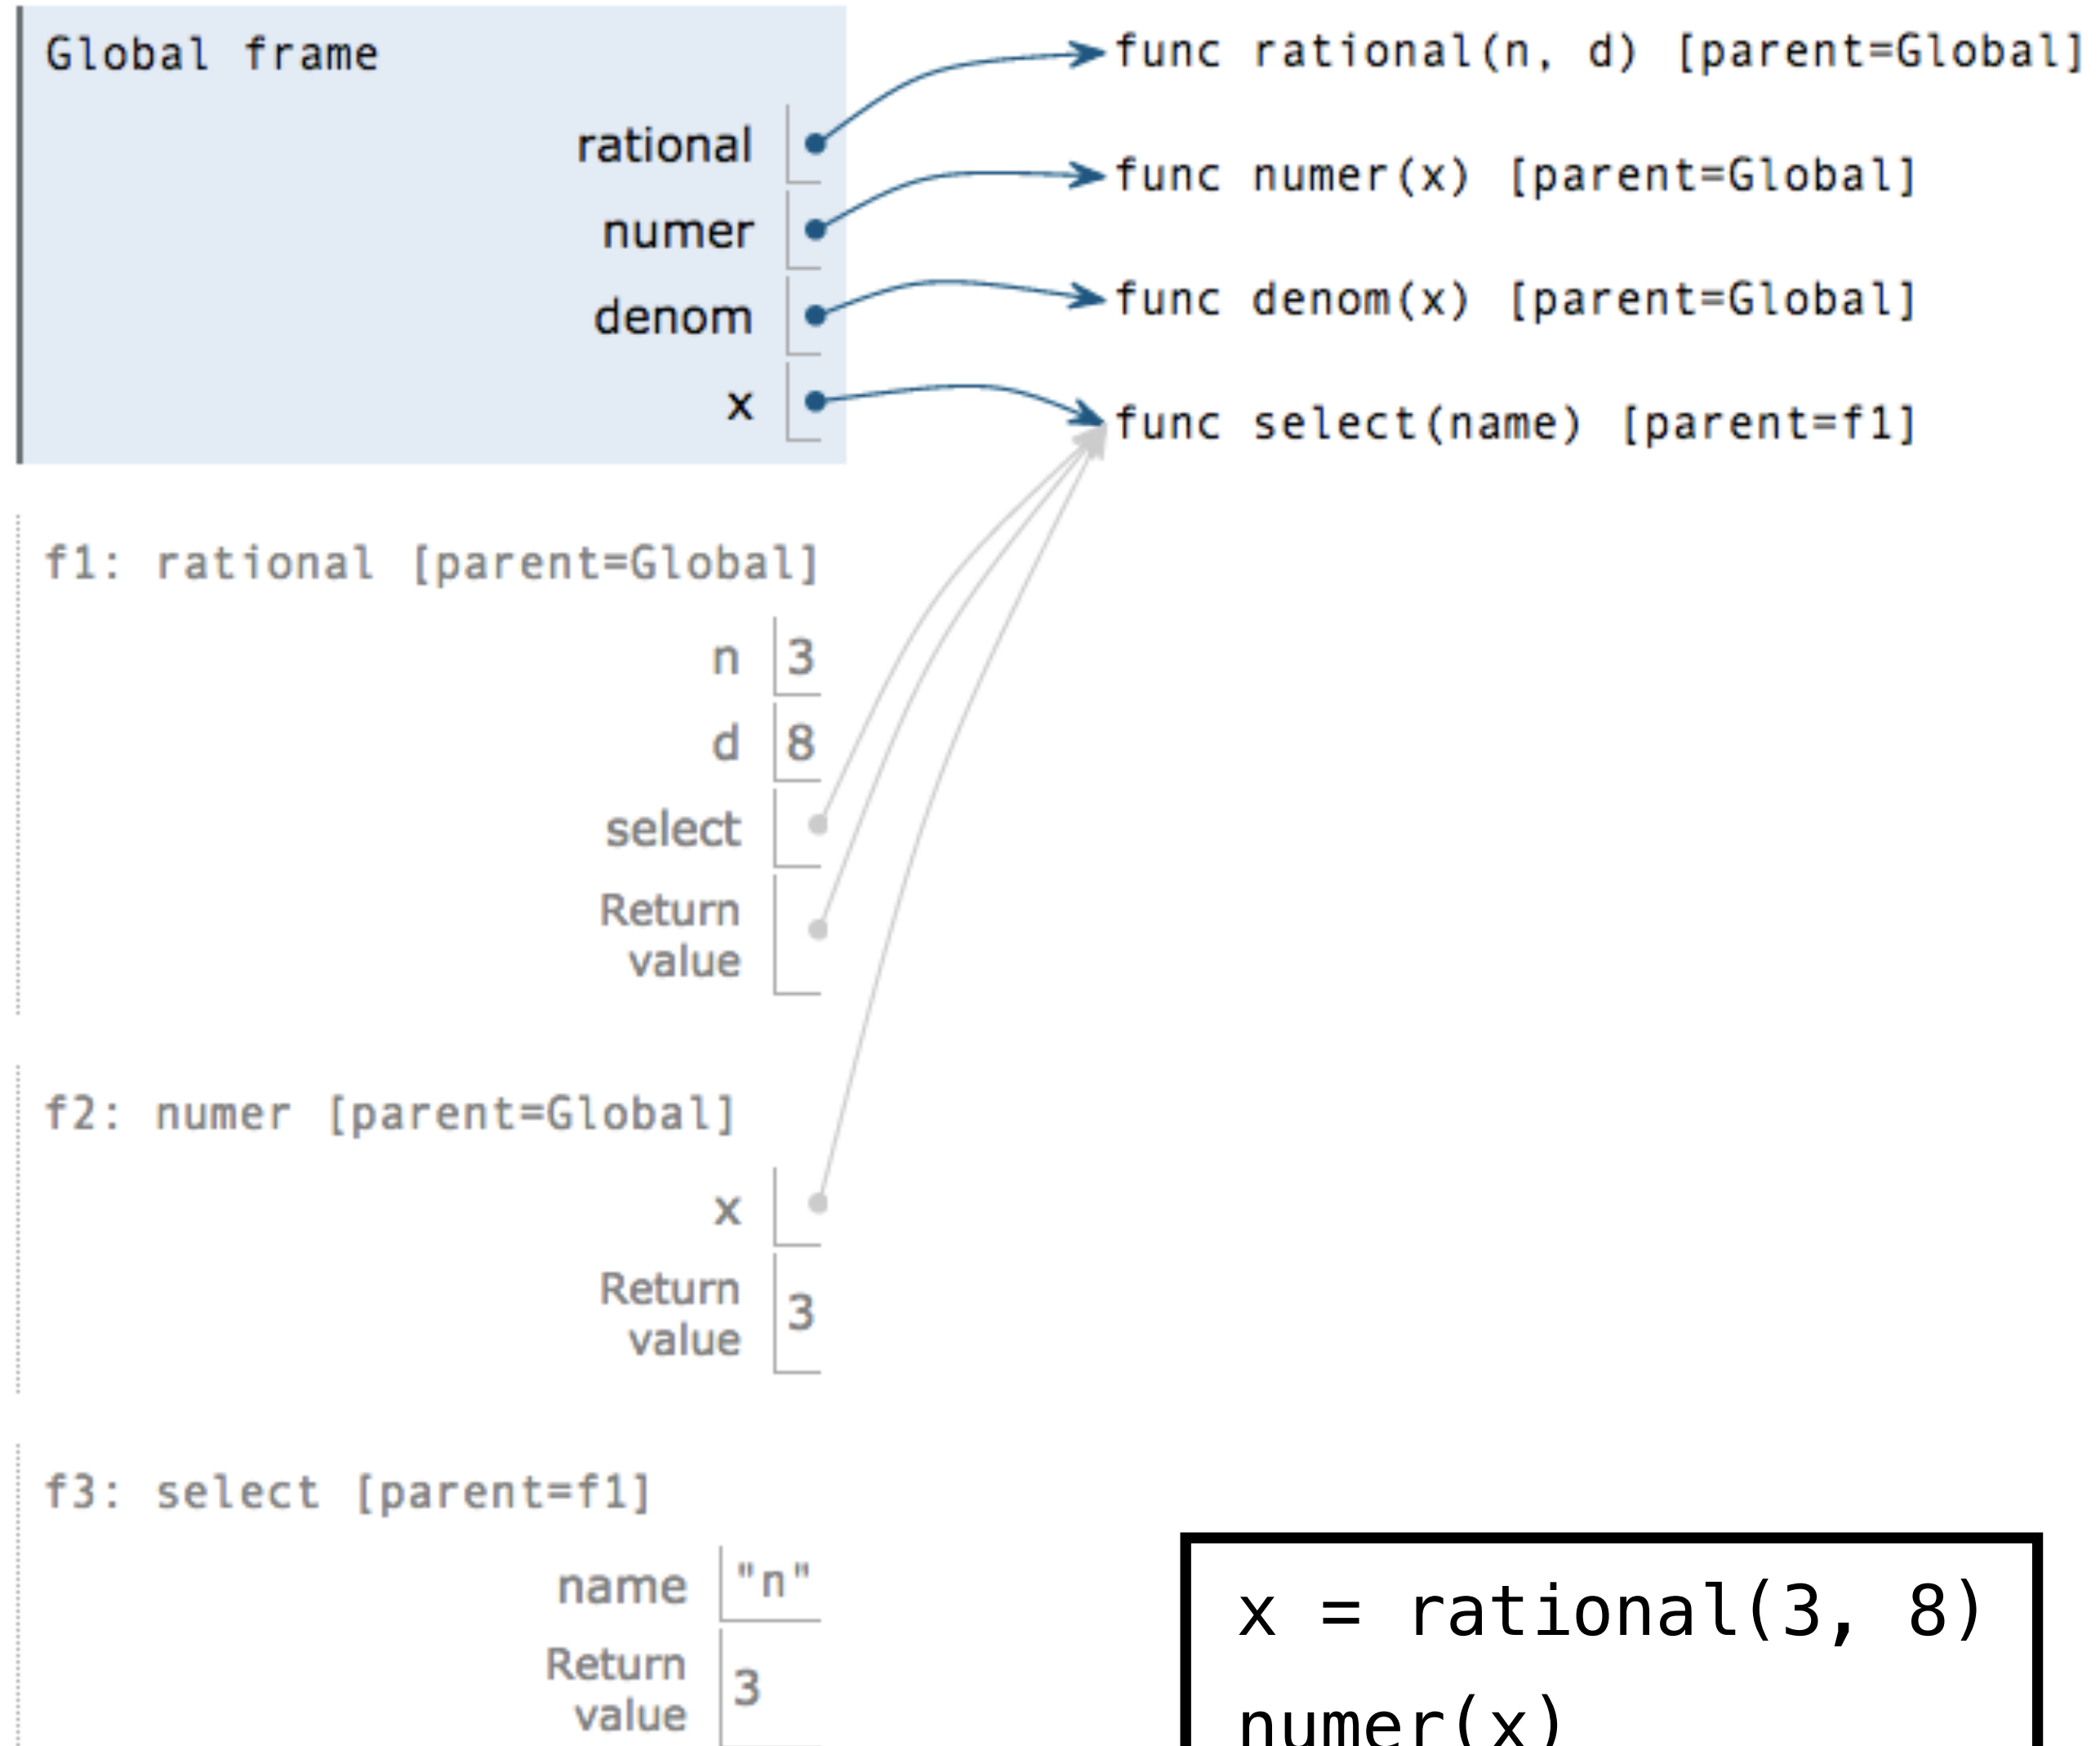 Global frame
rational
numer
denom
x
func rational(n, d) [parent=Global]
func numer(x) [parent=Global]
func denom(x) [parent=Global]
func select(name) [parent=f1]
f1: rational [parent=Global]
n 3
d 8
select
Return
value
f2: numer [parent=Global]
x
Return
value 3
f3: select [parent=f1]
name "n"
Return
value 3
x = rational(3, 8)
numer(x)